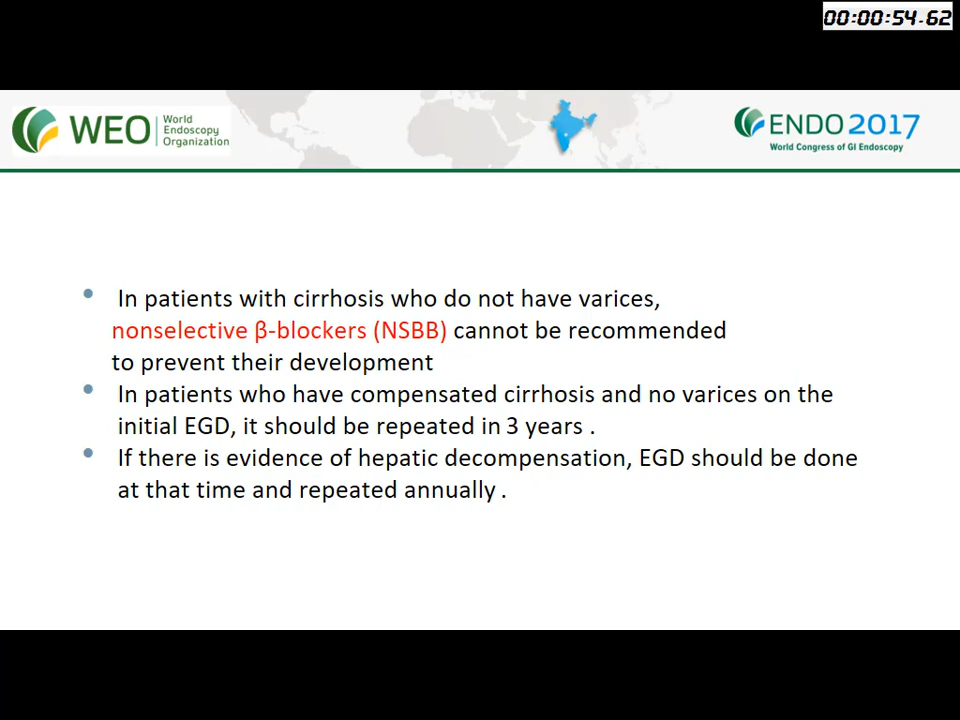 00:00:54.62
WEO
World
Endoscopy
Organization
ENDO 2017
World Congress of GI Endoscopy
• In patients with cirrhosis who do not have varices,
nonselective β-blockers (NSBB) cannot be recommended
to prevent their development
• In patients who have compensated cirrhosis and no varices on the
initial EGD, it should be repeated in 3 years .
• If there is evidence of hepatic decompensation, EGD should be done
at that time and repeated annually .